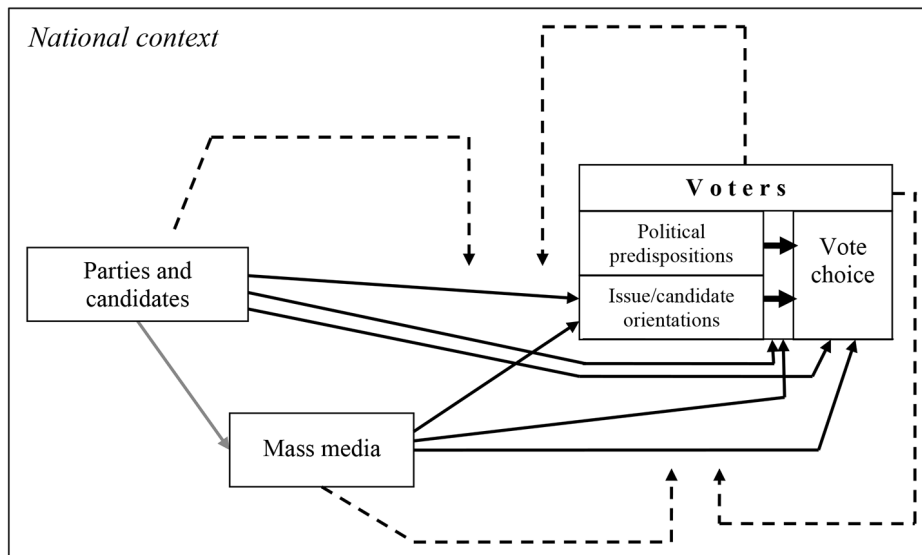 National context
Voters
Political
predispositions
Vote
choice
Issue/candidate
orientations
Parties and
candidates
Mass media